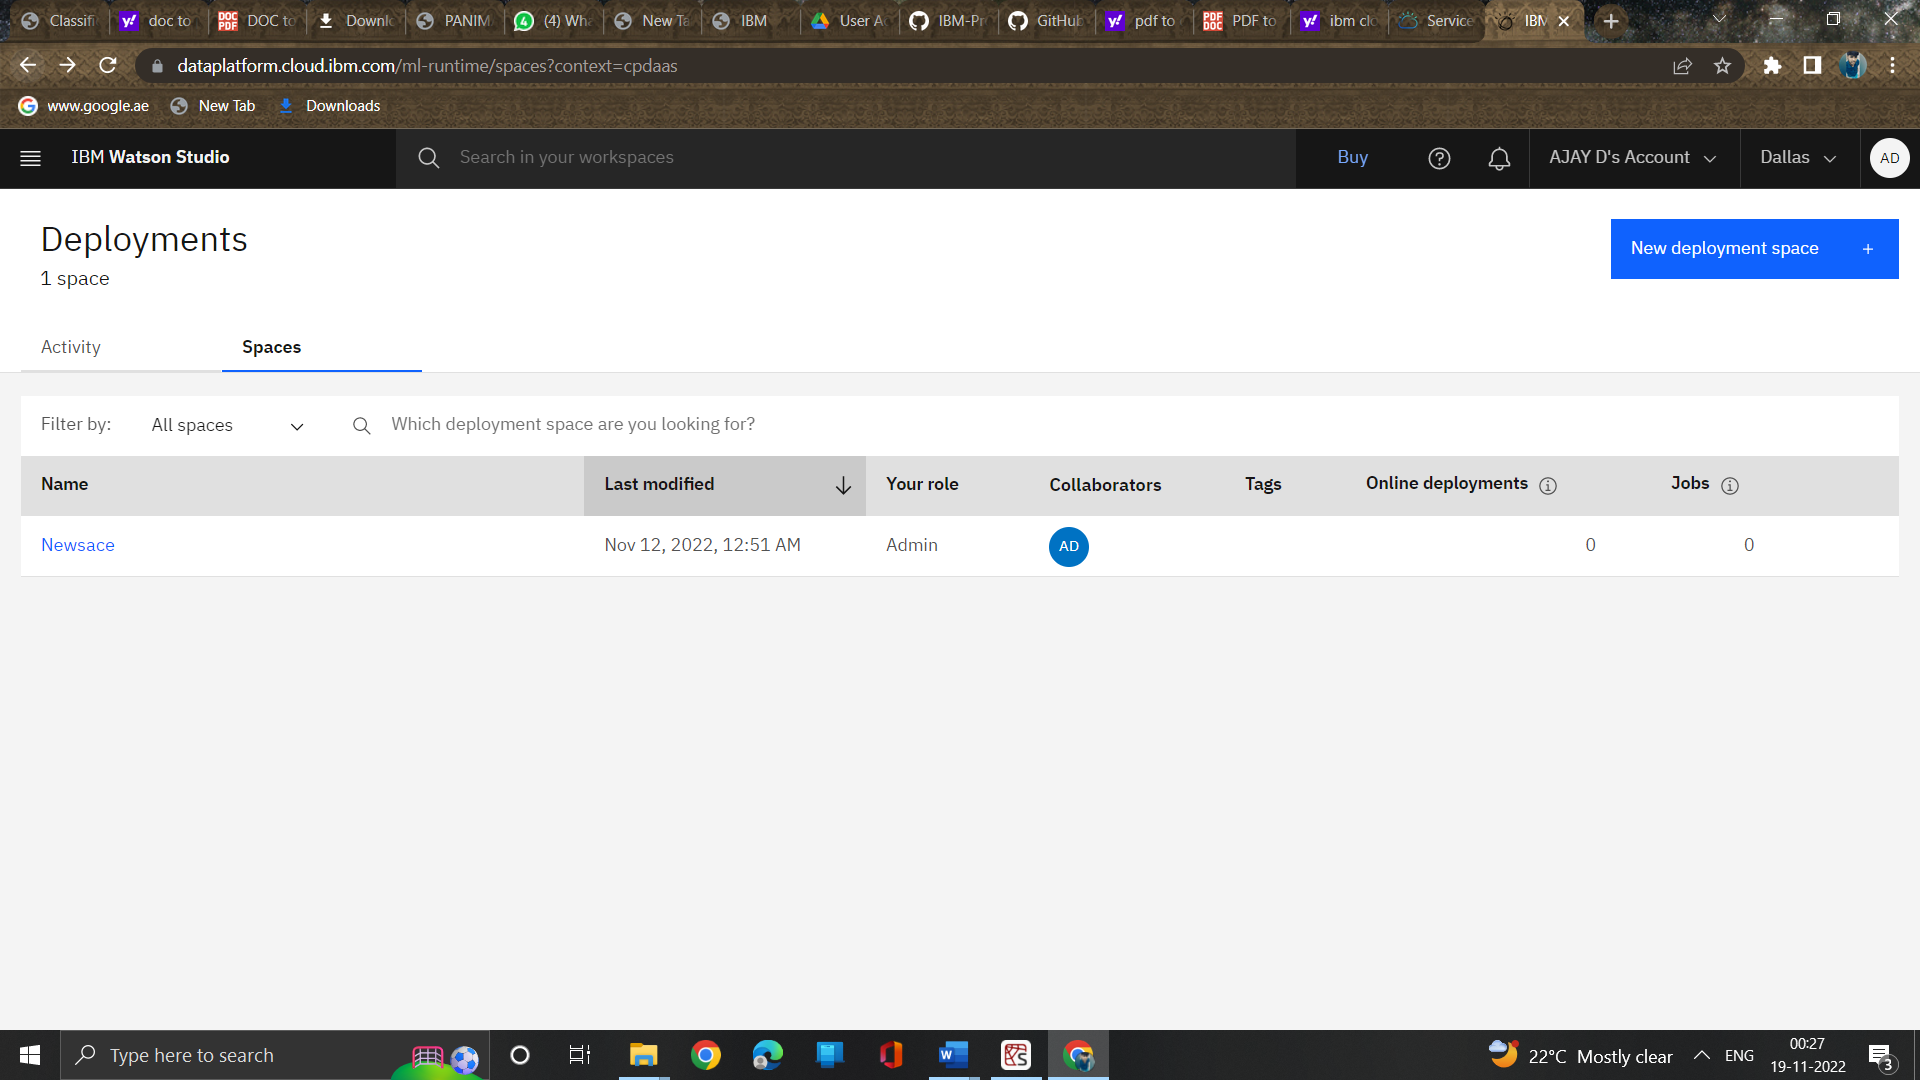 Classifi
doc to
DOC to
Downlo
PANIM
(4) Wha
New Ta
IBM
User A
IBM-Pr
GitHub
pdf to
PDF to
ibm clo
Service
IBM
dataplatform.cloud.ibm.com/ml-runtime/spaces?context=cpdaas
www.google.ae
New Tab
Downloads
IBM Watson Studio
Search in your workspaces
Buy
AJAY D's Account
Dallas
AD
Deployments
1 space
New deployment space +
Activity
Spaces
Filter by:
All spaces
Which deployment space are you looking for?
Name
Last modified
Your role
Collaborators
Tags
Online deployments
Jobs
Newsace
Nov 12, 2022, 12:51 AM
Admin
AD
0
0
Type here to search
22°C Mostly clear
ENG
00:27
19-11-2022
3